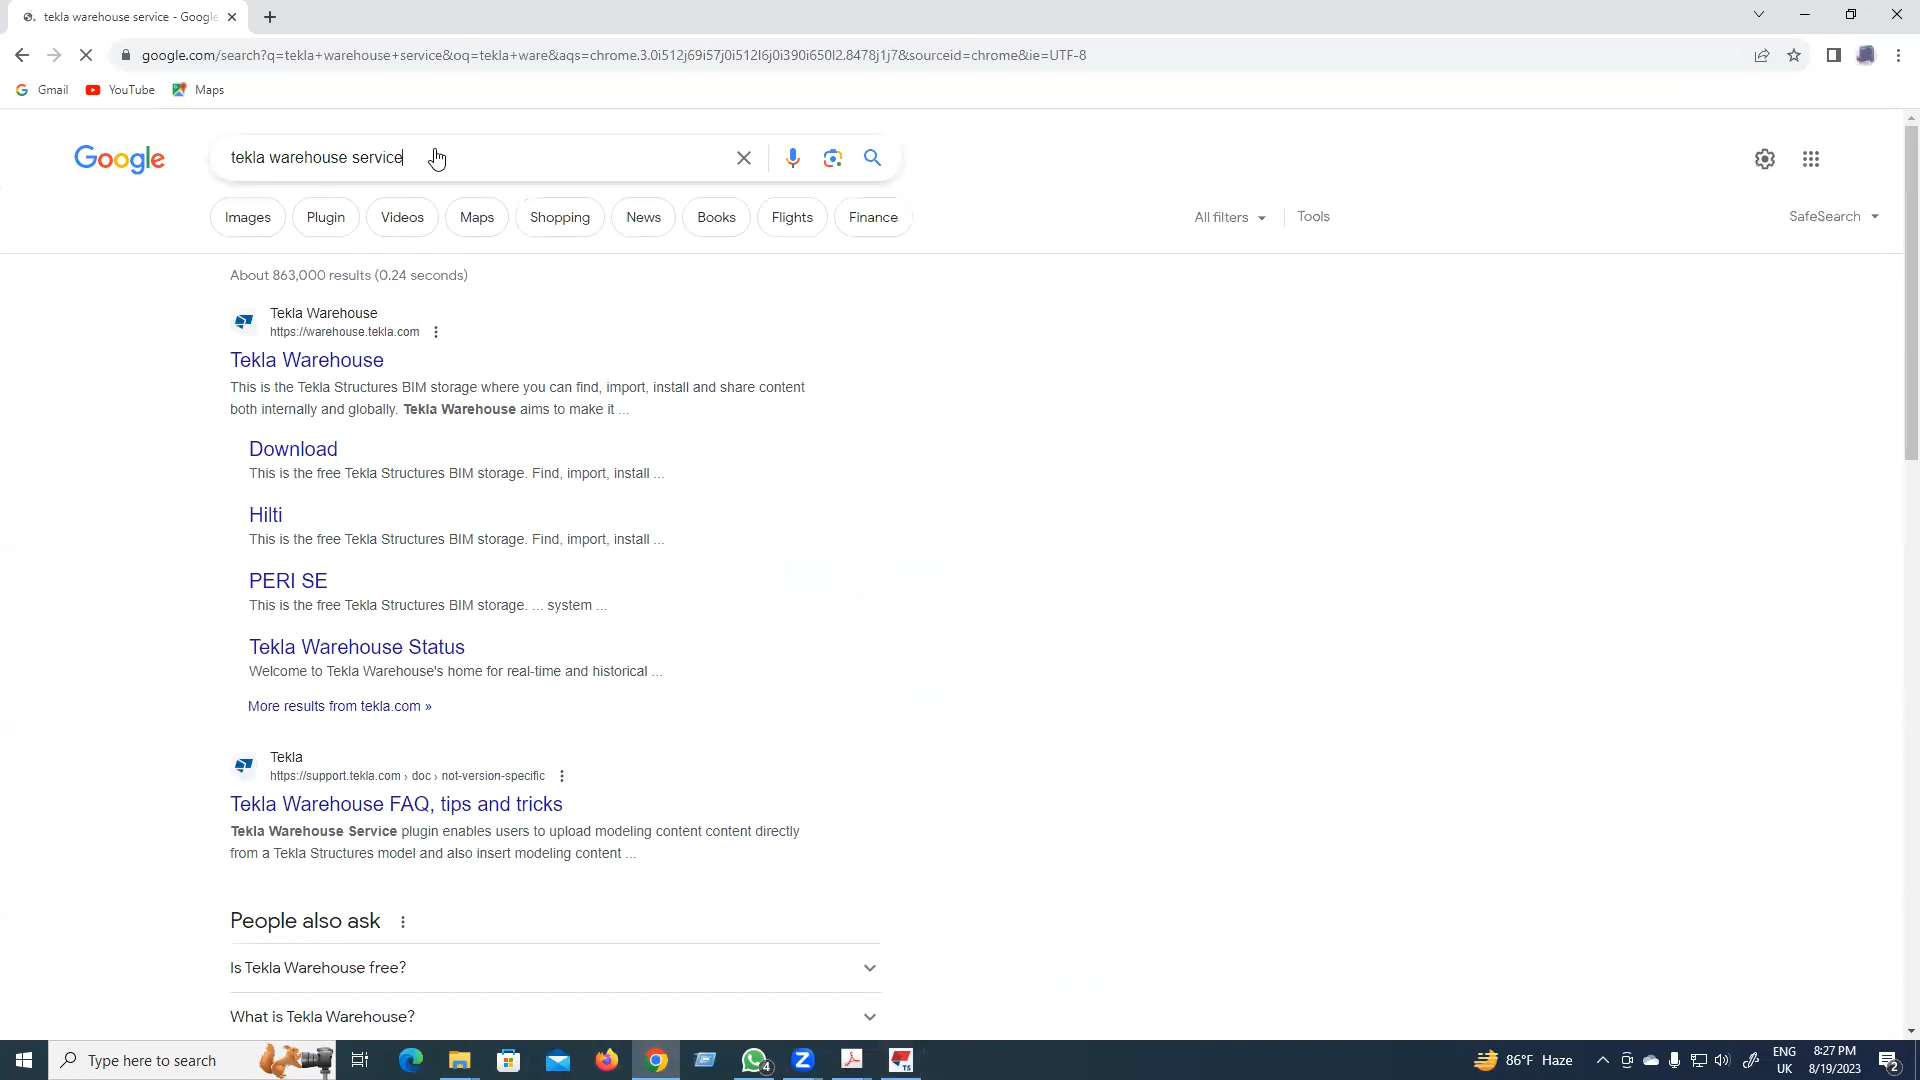 tekla warehouse service - Google
google.com/search?q=tekla+warehouse+service&oq=tekla+ware&aqs=chrome.3.0i512j69i57j0i512l6j0i390i650l2.8478j1j7&sourceid=chrome&ie=UTF-8
Gmail YouTube Maps
Google tekla warehouse service
Images Plugin Videos Maps Shopping News Books Flights Finance All filters Tools SafeSearch
About 863,000 results (0.24 seconds)
Tekla Warehouse
https://warehouse.tekla.com
Tekla Warehouse
This is the Tekla Structures BIM storage where you can find, import, install and share content
both internally and globally. Tekla Warehouse aims to make it ...
Download
This is the free Tekla Structures BIM storage. Find, import, install ...
Hilti
This is the free Tekla Structures BIM storage. Find, import, install ...
PERI SE
This is the free Tekla Structures BIM storage. ... system ...
Tekla Warehouse Status
Welcome to Tekla Warehouse's home for real-time and historical ...
More results from tekla.com »
Tekla
https://support.tekla.com › doc › not-version-specific
Tekla Warehouse FAQ, tips and tricks
Tekla Warehouse Service plugin enables users to upload modeling content content directly
from a Tekla Structures model and also insert modeling content ...
People also ask
Is Tekla Warehouse free?
What is Tekla Warehouse?
Type here to search 4 TS 86°F Haze ENG UK 8:27 PM 8/19/2023 2